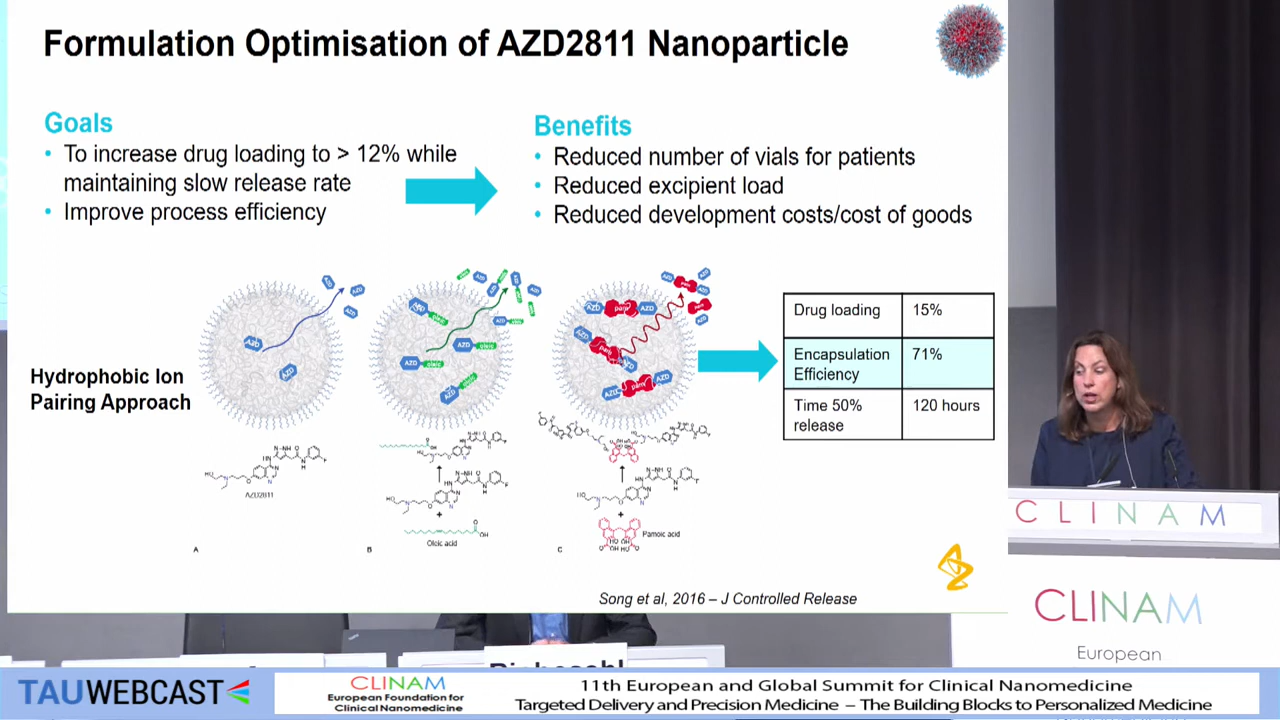 Formulation Optimisation of AZD2811 Nanoparticle
Goals
• To increase drug loading to > 12% while
maintaining slow release rate
• Improve process efficiency
Benefits
• Reduced number of vials for patients
• Reduced excipient load
• Reduced development costs/cost of goods
Hydrophobic Ion
Pairing Approach
Drug loading 15%
Encapsulation
Efficiency 71%
Time 50%
release 120 hours
AZD2811
Oleic acid
Pamoic acid
A B C
Song et al, 2016 – J Controlled Release
CLINAM
CLINAM
European
TAUWEBCAST
CLINAM
European Foundation for
Clinical Nanomedicine
11th European and Global Summit for Clinical Nanomedicine
Targeted Delivery and Precision Medicine – The Building Blocks to Personalized Medicine